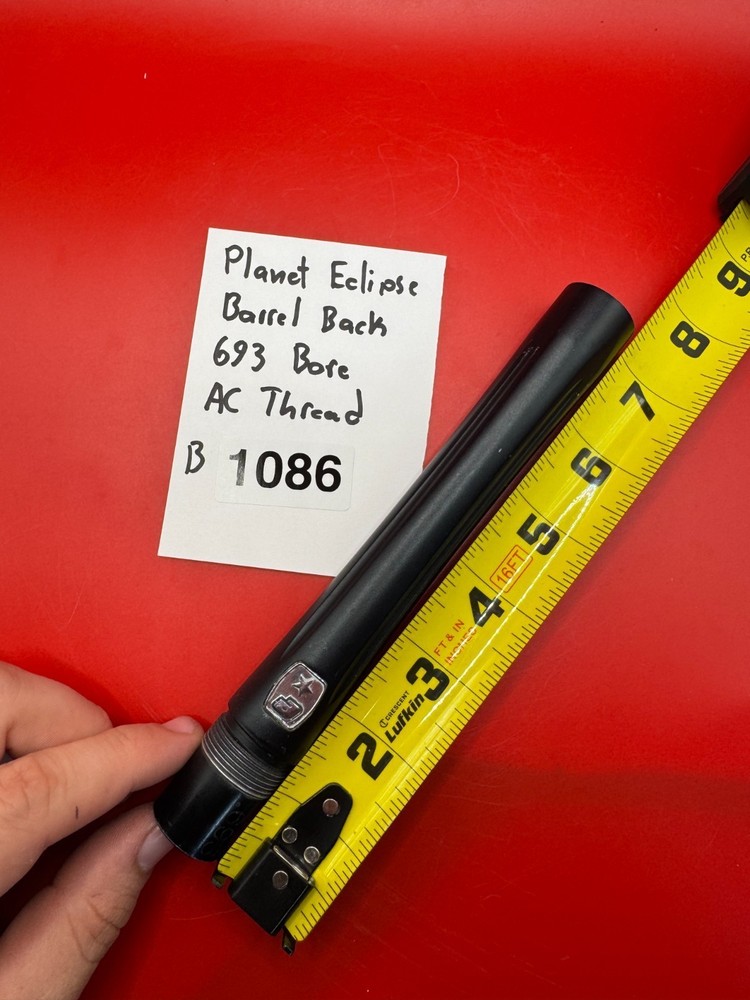 Planet Eclipse
Barrel Back
693 Bore
AC Thread
B 1086
9
8
7
6
5
16FT
4
FT & IN
INCHES
3
CRESCENT
Lufkin
2